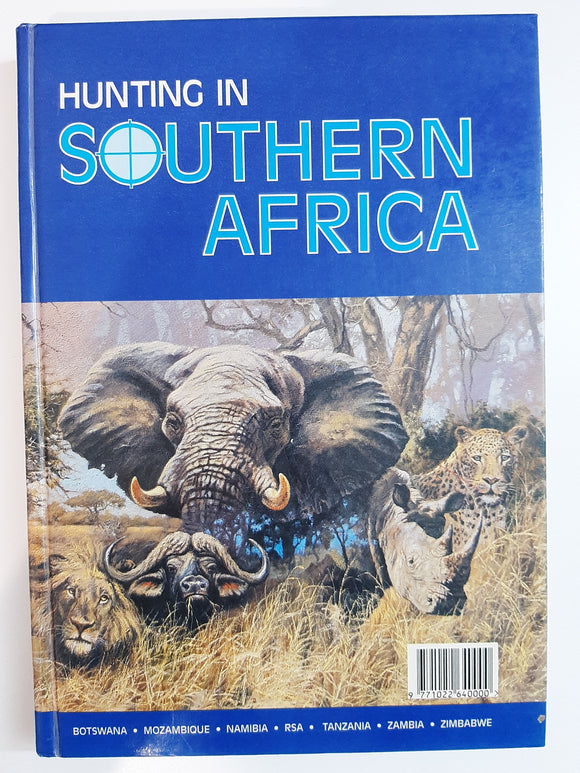 HUNTING IN
SOUTHERN
AFRICA
9 771022 640000 >
BOTSWANA • MOZAMBIQUE • NAMIBIA • RSA • TANZANIA • ZAMBIA • ZIMBABWE